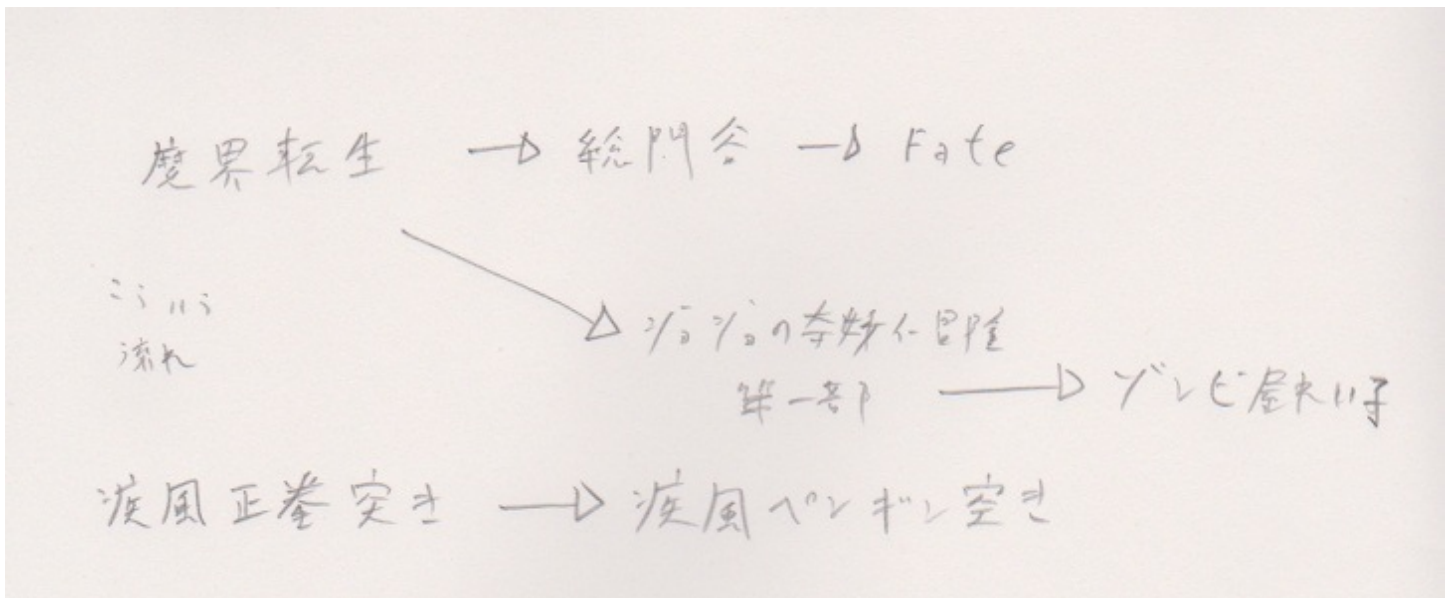 魔界転生 → 総門谷 → Fate
こういう
流れ
ジョジョの奇妙な冒険
第一部 → ゾンビ屋れい子
疾風正拳突き → 疾風ペンギン突き